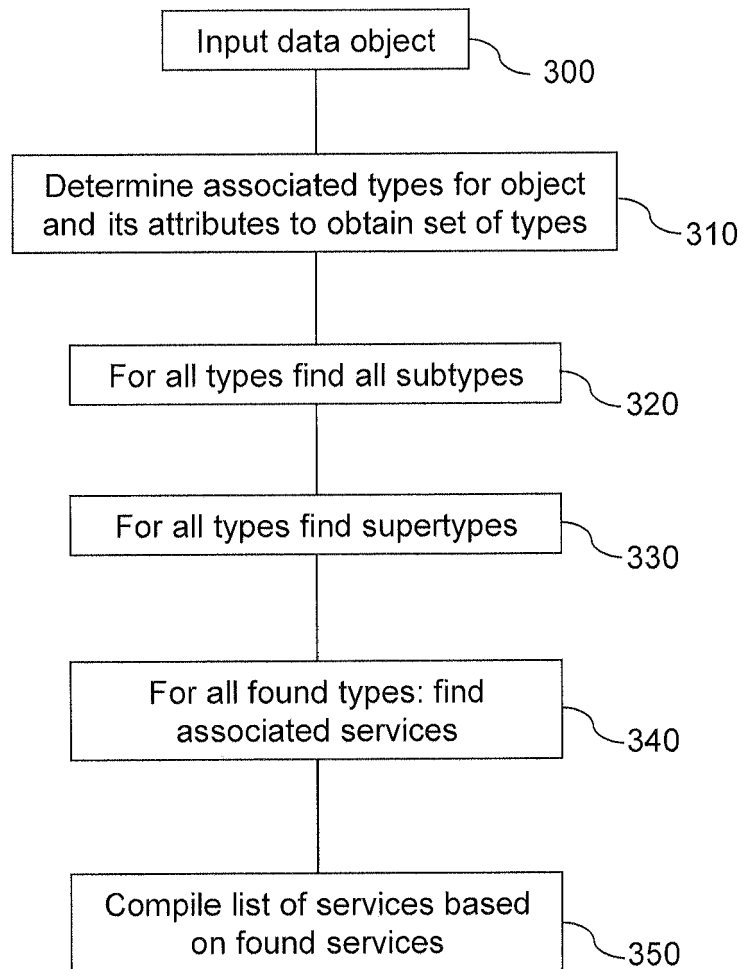 Input data object
300
Determine associated types for object
and its attributes to obtain set of types
310
For all types find all subtypes
320
For all types find supertypes
330
For all found types: find
associated services
340
Compile list of services based
on found services
350